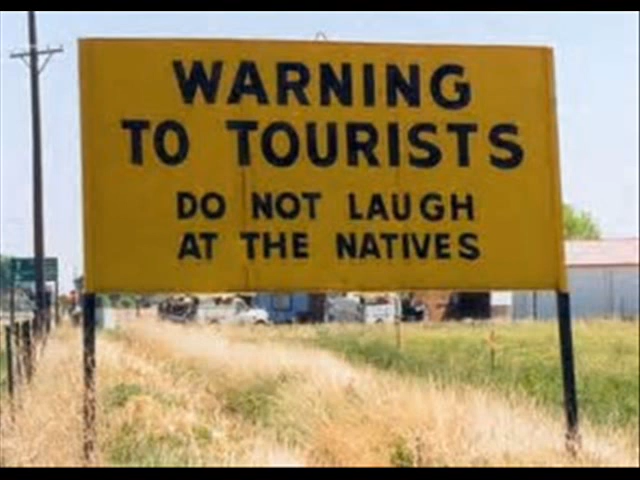 WARNING
TO TOURISTS
DO NOT LAUGH
AT THE NATIVES